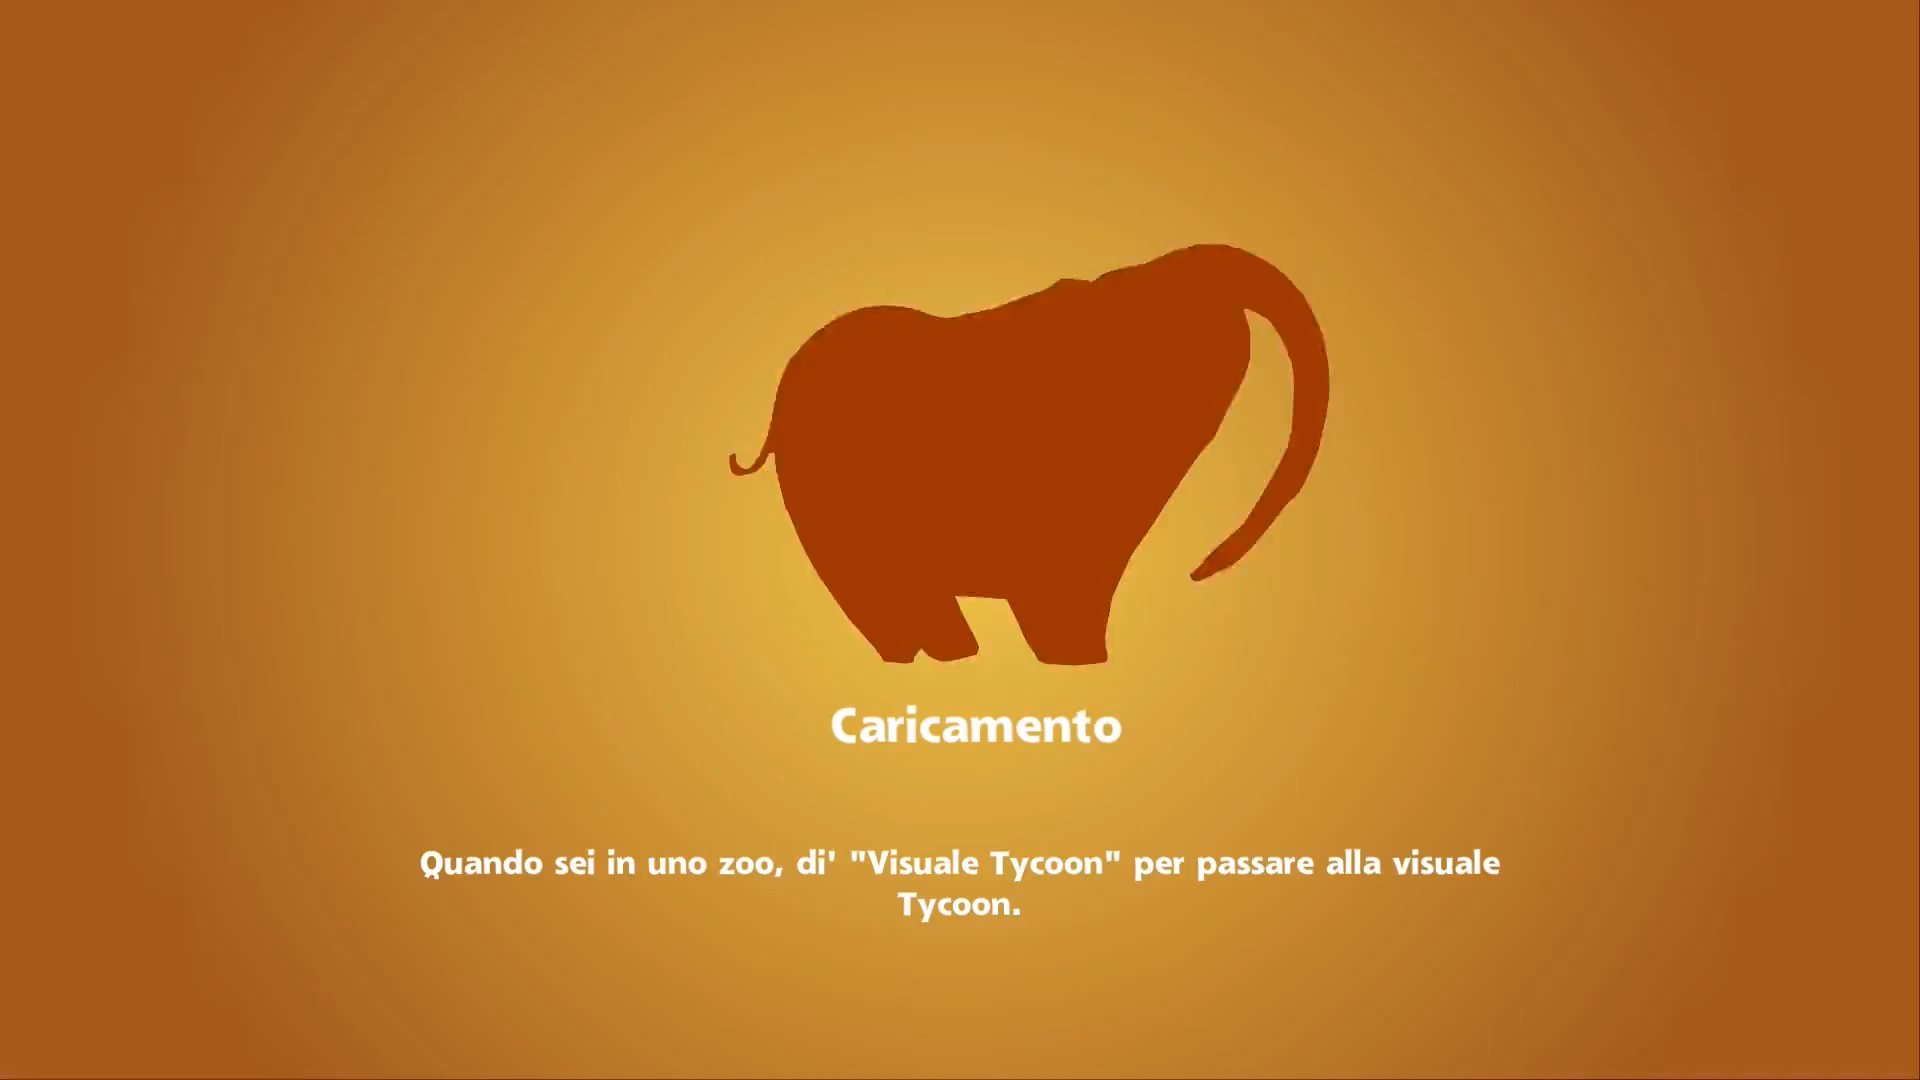 Caricamento
Quando sei in uno zoo, di' "Visuale Tycoon" per passare alla visuale
Tycoon.